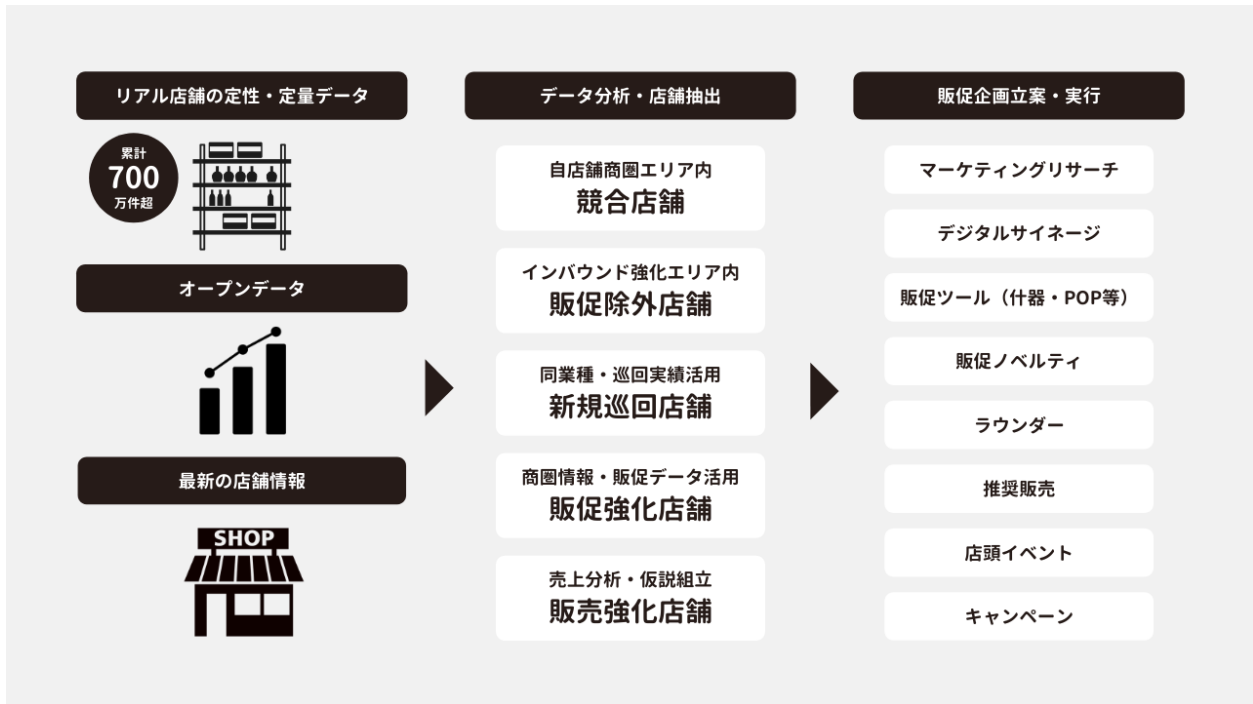 リアル店舗の定性・定量データ
累計
700
万件超
オープンデータ
最新の店舗情報
SHOP
データ分析・店舗抽出
自店舗商圏エリア内
競合店舗
インバウンド強化エリア内
販促除外店舗
同業種・巡回実績活用
新規巡回店舗
商圏情報・販促データ活用
販促強化店舗
売上分析・仮説組立
販売強化店舗
販促企画立案・実行
マーケティングリサーチ
デジタルサイネージ
販促ツール（什器・POP等）
販促ノベルティ
ラウンダー
推奨販売
店頭イベント
キャンペーン